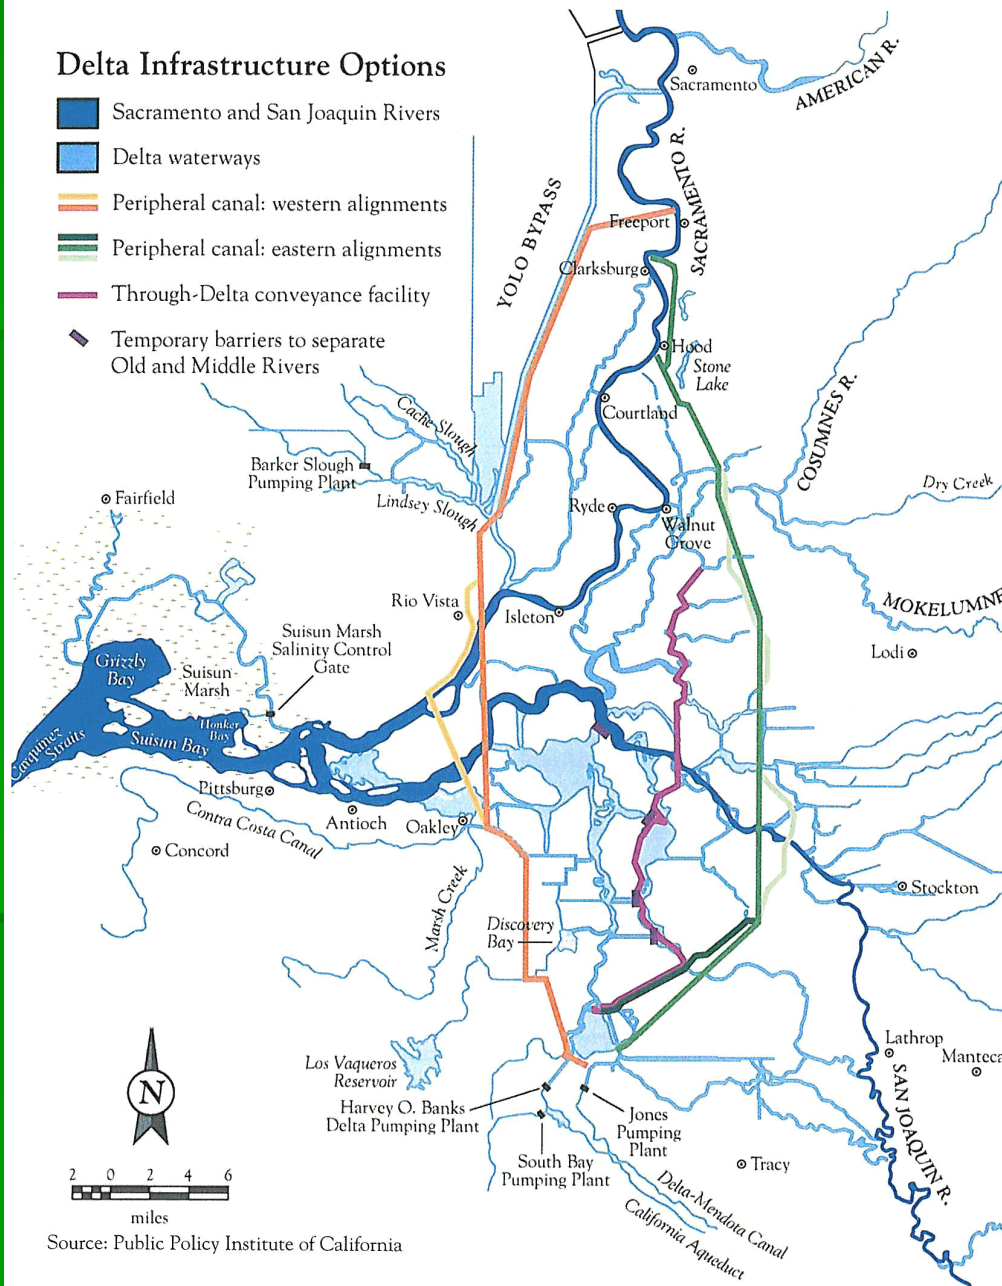 Delta Infrastructure Options
Sacramento and San Joaquin Rivers
Delta waterways
Peripheral canal: western alignments
Peripheral canal: eastern alignments
Through-Delta conveyance facility
Temporary barriers to separate
Old and Middle Rivers
Sacramento
AMERICAN R.
SACRAMENTO R.
YOLO BYPASS
Freeport
Clarksburg
Hood
Stone
Lake
Courtland
Cache Slough
COSUMNES R.
Barker Slough
Pumping Plant
Lindsey Slough
Dry Creek
Fairfield
Ryde
Walnut
Grove
Rio Vista
Isleton
MOKELUMNE
Lodi
Suisun Marsh
Salinity Control
Gate
Grizzly
Bay
Suisun
Marsh
Honker
Bay
Suisun Bay
Carquinez
Straits
Pittsburg
Antioch
Oakley
Contra Costa Canal
Concord
Marsh Creek
Discovery
Bay
Stockton
Lathrop
Manteca
SAN JOAQUIN R.
Los Vaqueros
Reservoir
Harvey O. Banks
Delta Pumping Plant
Jones
Pumping
Plant
South Bay
Pumping Plant
Tracy
Delta-Mendota Canal
California Aqueduct
N
2 0 2 4 6
miles
Source: Public Policy Institute of California